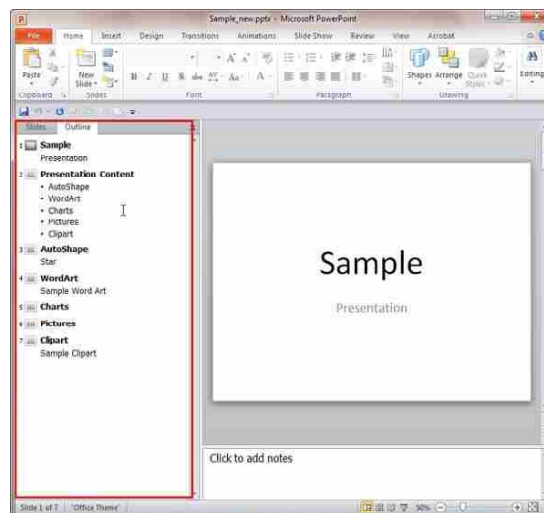 Sample_new.pptx - Microsoft PowerPoint
File Home Insert Design Transitions Animations Slide Show Review View Acrobat
Paste New Slide Shapes Arrange Quick Styles Editing
Clipboard Slides Font Paragraph Drawing
Slides Outline
1 Sample
Presentation
2 Presentation Content
• AutoShape
• WordArt
• Charts
• Pictures
• Clipart
3 AutoShape
Star
4 WordArt
Sample Word Art
5 Charts
6 Pictures
7 Clipart
Sample Clipart
Sample
Presentation
Click to add notes
Slide 1 of 7 "Office Theme" 50%